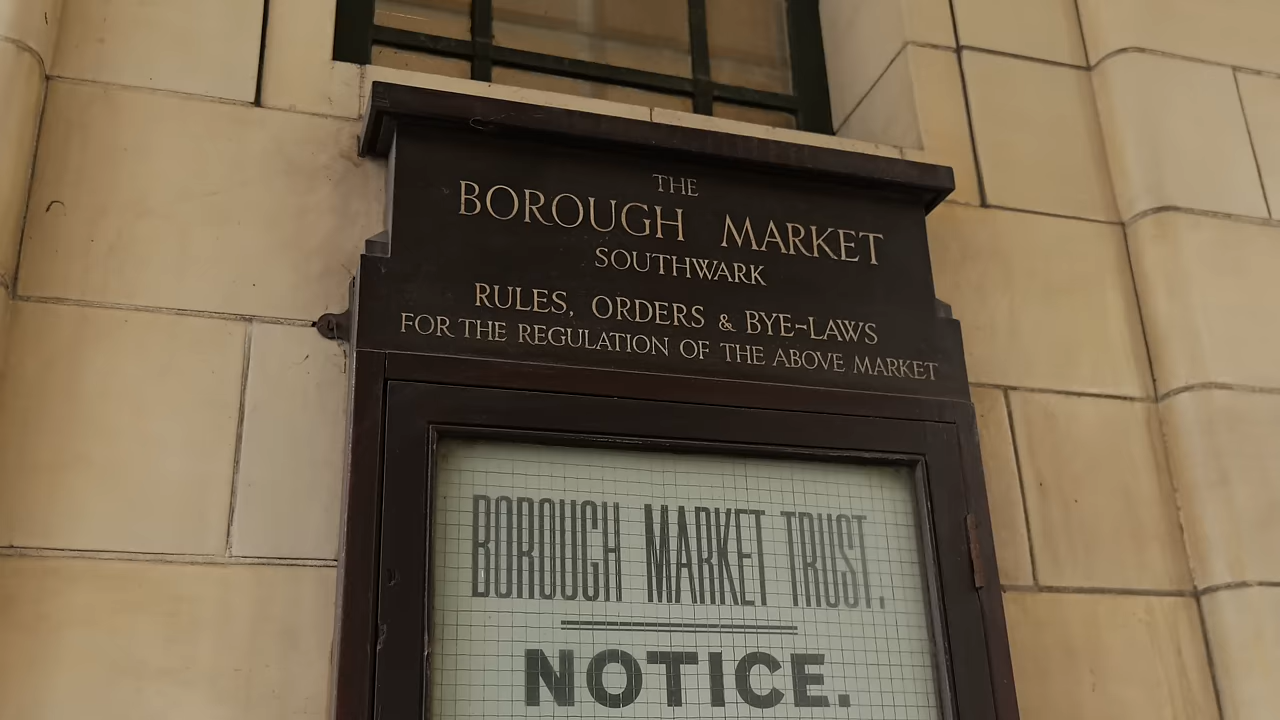 THE
BOROUGH MARKET
SOUTHWARK
RULES, ORDERS & BYE-LAWS
FOR THE REGULATION OF THE ABOVE MARKET
BOROUGH MARKET TRUST.
NOTICE.